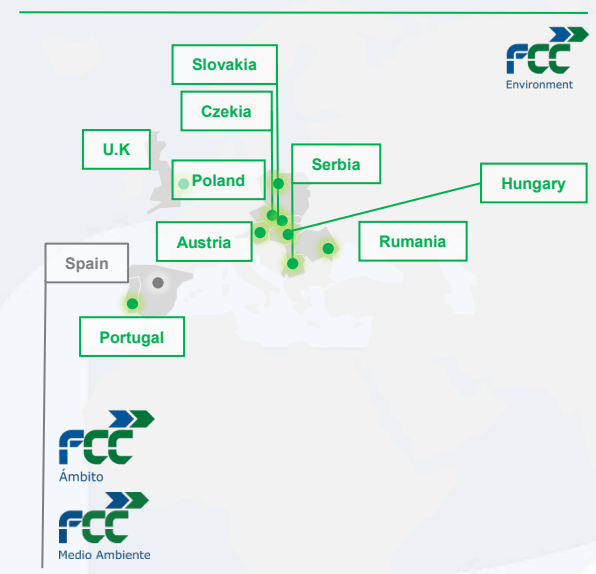 FCC
Environment
Slovakia
Czekia
U.K
Serbia
Poland
Hungary
Austria
Rumania
Spain
Portugal
FCC
Ámbito
FCC
Medio Ambiente